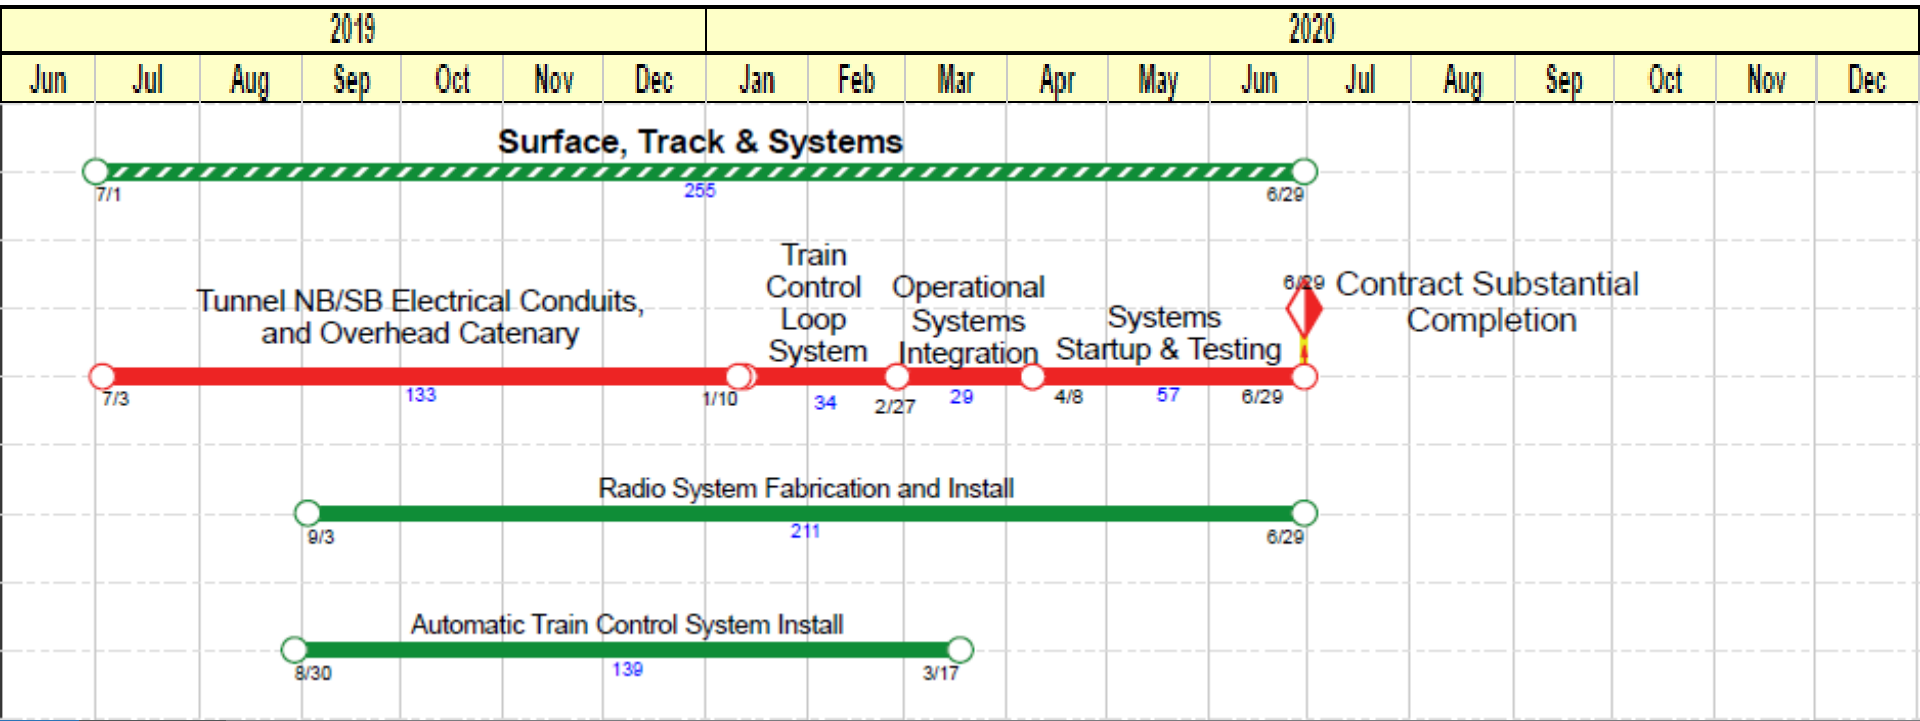 2019 2020
Jun Jul Aug Sep Oct Nov Dec Jan Feb Mar Apr May Jun Jul Aug Sep Oct Nov Dec
Surface, Track & Systems
7/1 255 6/29
Tunnel NB/SB Electrical Conduits,
and Overhead Catenary
Train
Control
Loop
System
Operational
Systems
Integration
Systems
Startup & Testing
6/29 Contract Substantial
Completion
7/3 133 1/10 34 2/27 29 4/8 57 6/29
Radio System Fabrication and Install
9/3 211 6/29
Automatic Train Control System Install
8/30 139 3/17